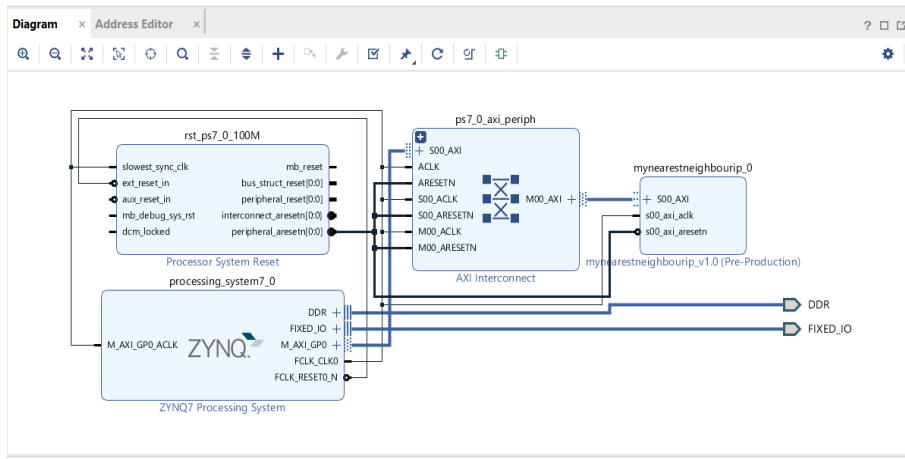 Diagram × Address Editor ×
?
rst_ps7_0_100M
slowest_sync_clk
ext_reset_in
aux_reset_in
mb_debug_sys_rst
dcm_locked
mb_reset
bus_struct_reset[0:0]
peripheral_reset[0:0]
interconnect_aresetn[0:0]
peripheral_aresetn[0:0]
Processor System Reset
ps7_0_axi_periph
S00_AXI
ACLK
ARESETN
S00_ACLK
S00_ARESETN
M00_ACLK
M00_ARESETN
M00_AXI
AXI Interconnect
mynearestneighbourip_0
S00_AXI
s00_axi_aclk
s00_axi_aresetn
mynearestneighbourip_v1.0 (Pre-Production)
processing_system7_0
M_AXI_GP0_ACLK
ZYNQ
DDR
FIXED_IO
M_AXI_GP0
FCLK_CLK0
FCLK_RESET0_N
ZYNQ7 Processing System
DDR
FIXED_IO